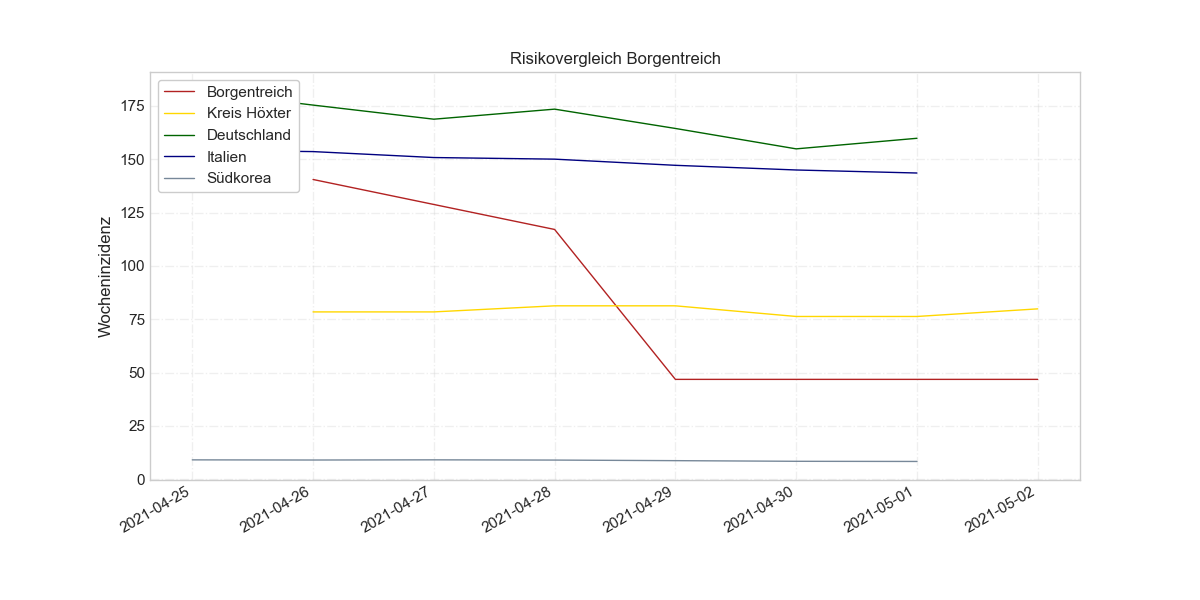 Risikovergleich Borgentreich
Borgentreich
Kreis Höxter
Deutschland
Italien
Südkorea
Wocheninzidenz
175
150
125
100
75
50
25
0
2021-04-25
2021-04-26
2021-04-27
2021-04-28
2021-04-29
2021-04-30
2021-05-01
2021-05-02